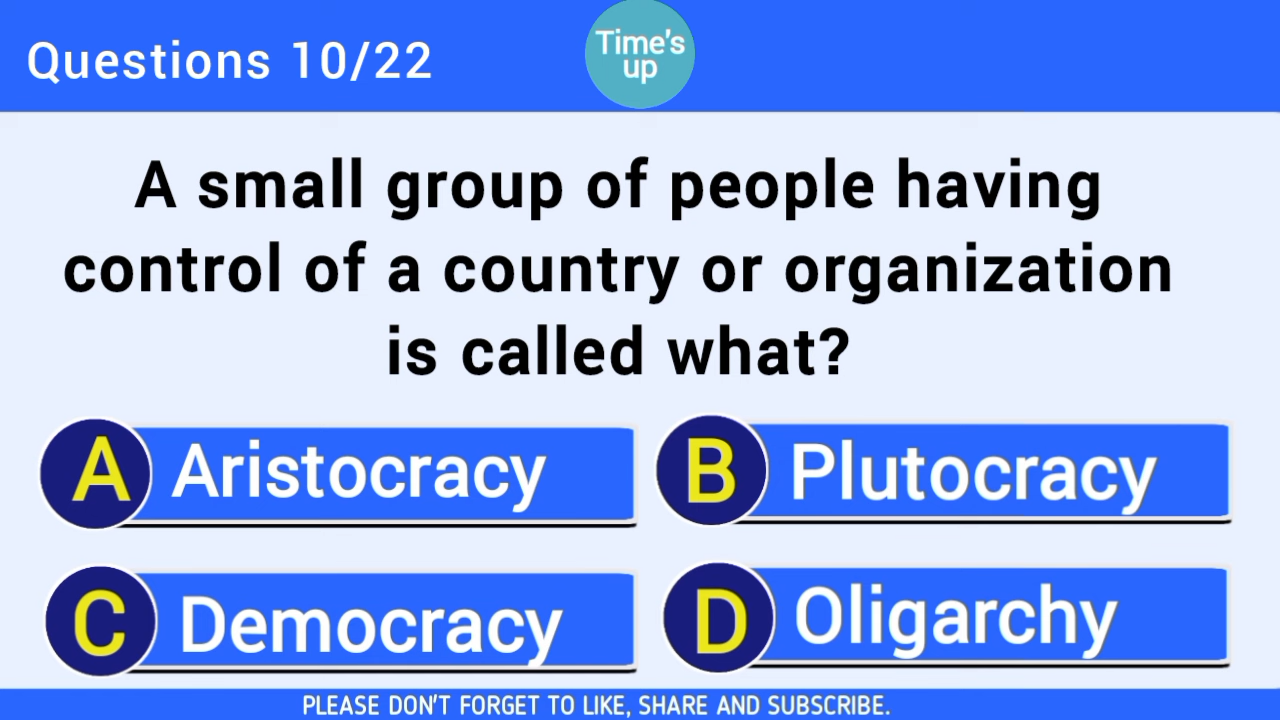 Questions 10/22
Time's
up
A small group of people having
control of a country or organization
is called what?
A Aristocracy
B Plutocracy
C Democracy
D Oligarchy
PLEASE DON'T FORGET TO LIKE, SHARE AND SUBSCRIBE.